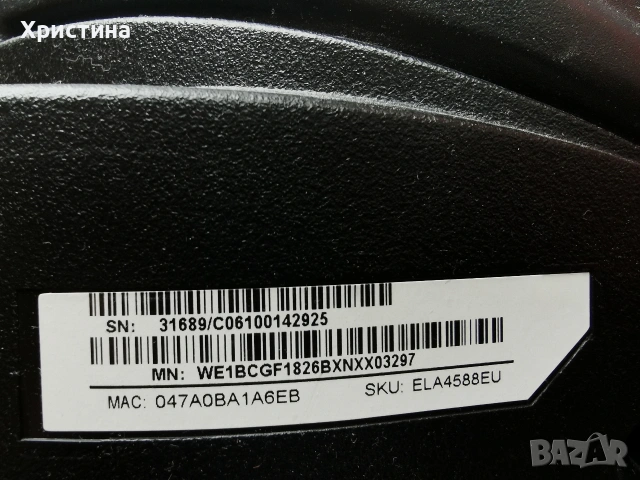 Христина
SN: 31689/C06100142925
MN: WE1BCGF1826BXNXX03297
MAC: 047A0BA1A6EB SKU: ELA4588EU
BAZAR